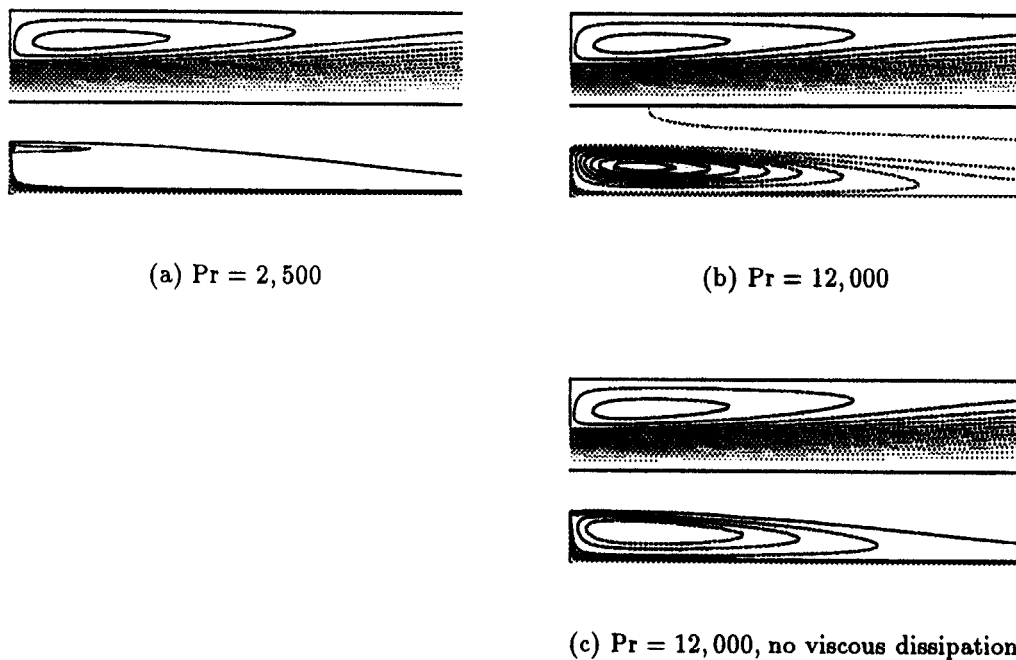 (a) Pr = 2,500
(b) Pr = 12,000
(c) Pr = 12,000, no viscous dissipation